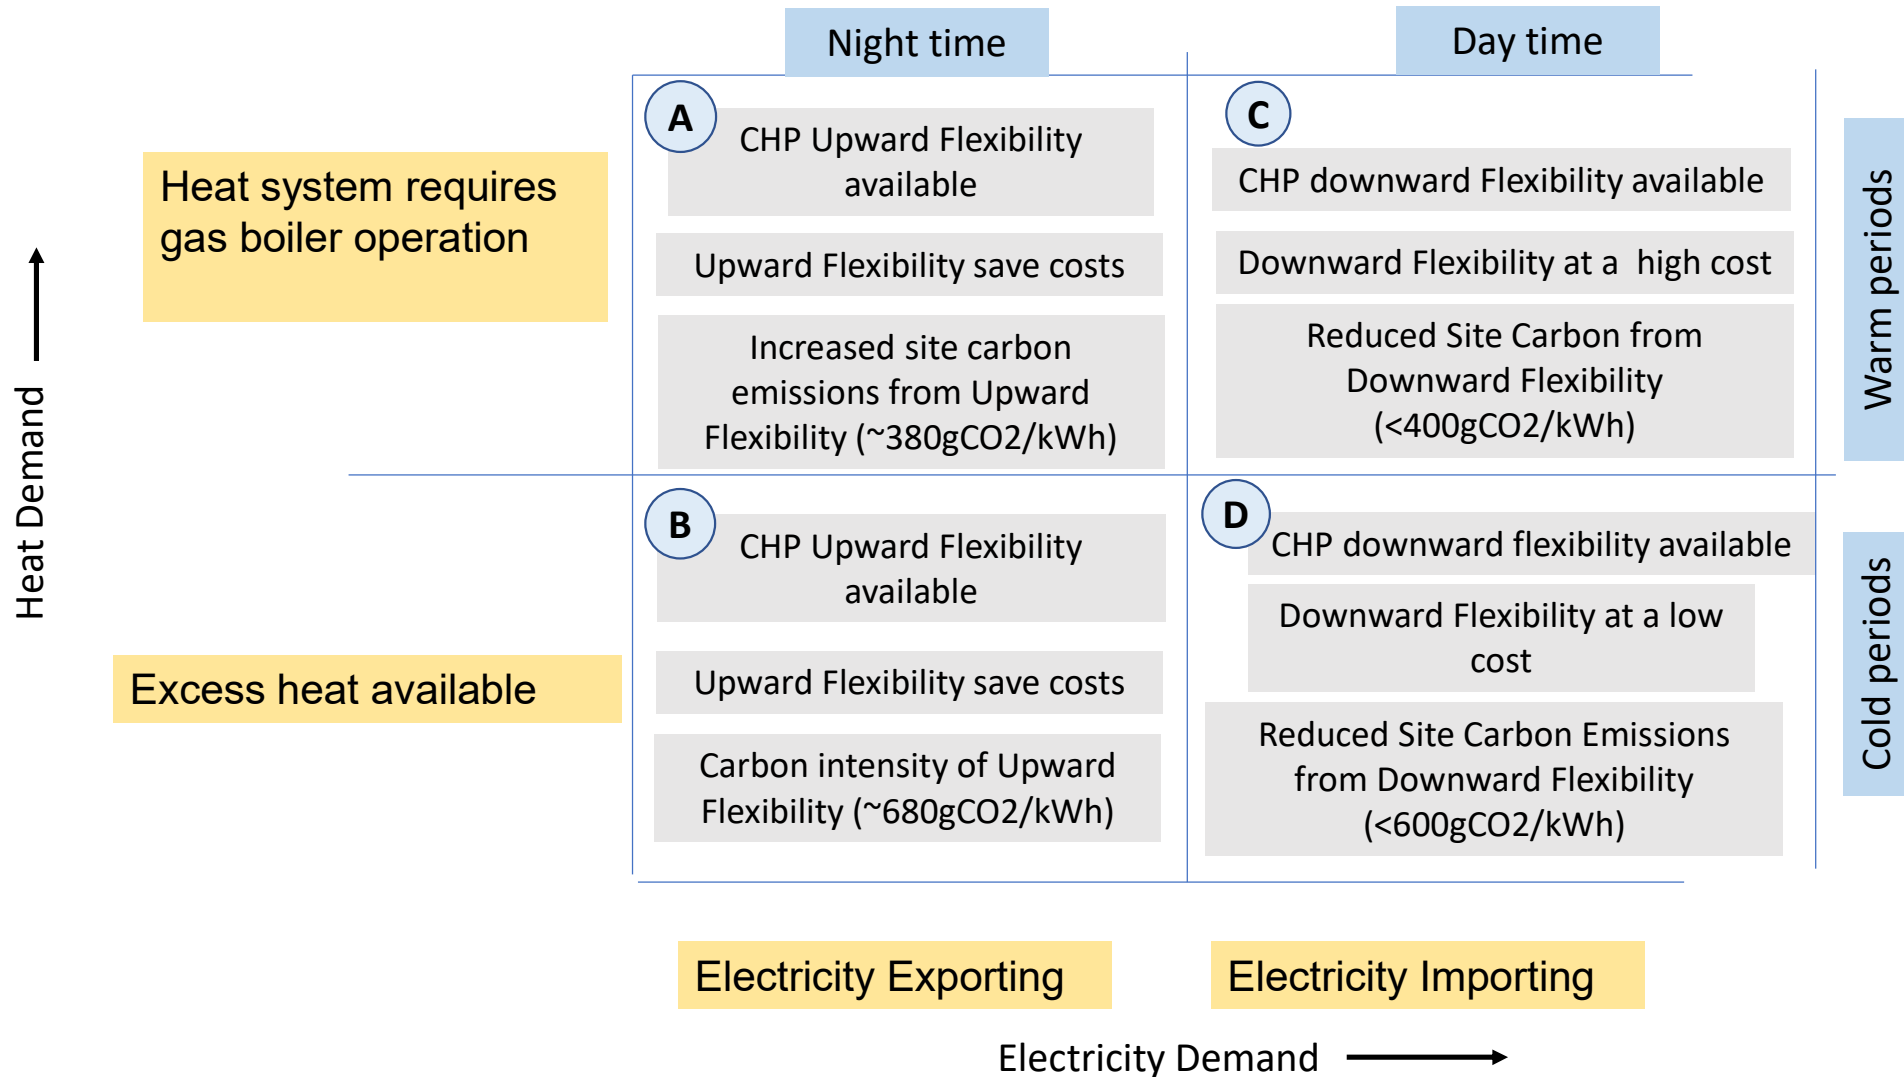 Night time
Day time
A
CHP Upward Flexibility
available
Upward Flexibility save costs
Increased site carbon
emissions from Upward
Flexibility (~380gCO2/kWh)
C
CHP downward Flexibility available
Downward Flexibility at a  high cost
Reduced Site Carbon from
Downward Flexibility
(<400gCO2/kWh)
Heat system requires
gas boiler operation
Warm periods
Heat Demand
B
CHP Upward Flexibility
available
Upward Flexibility save costs
Carbon intensity of Upward
Flexibility (~680gCO2/kWh)
D
CHP downward flexibility available
Downward Flexibility at a low
cost
Reduced Site Carbon Emissions
from Downward Flexibility
(<600gCO2/kWh)
Excess heat available
Cold periods
Electricity Exporting
Electricity Importing
Electricity Demand